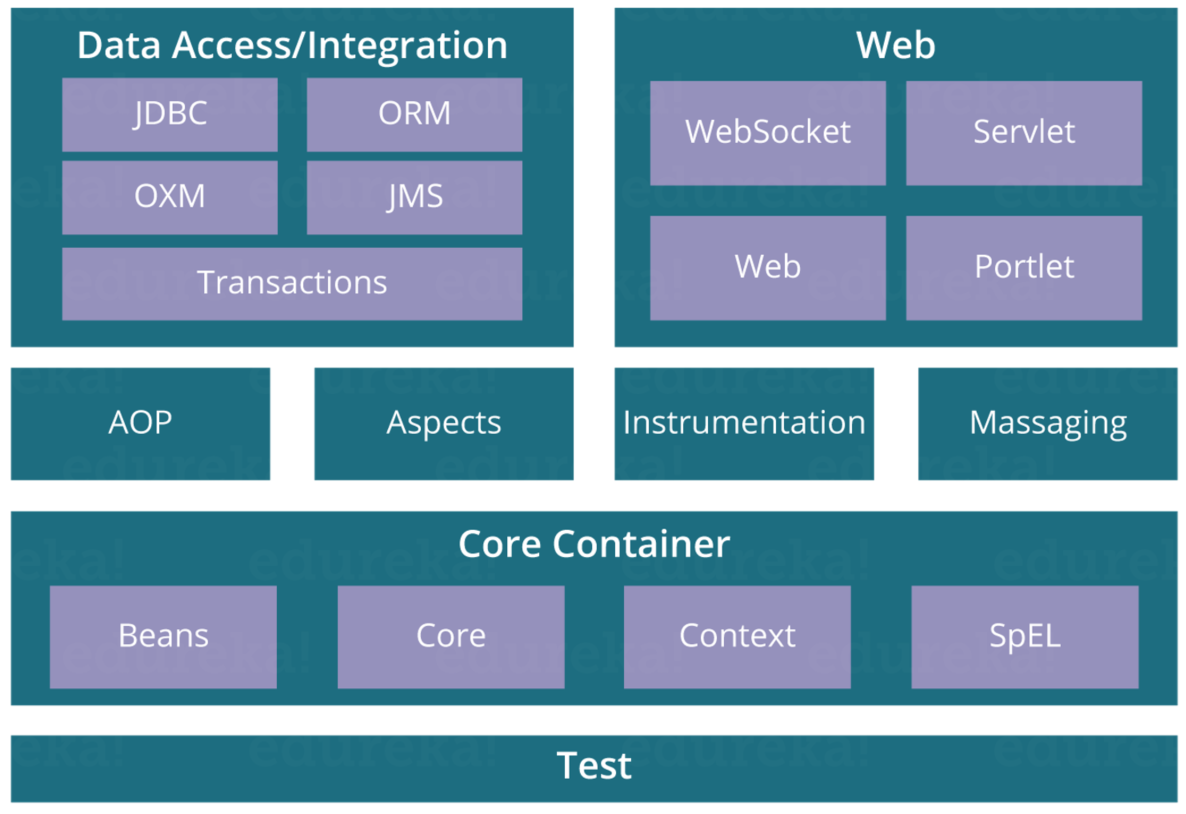 Data Access/Integration
JDBC
ORM
OXM
JMS
Transactions
Web
WebSocket
Servlet
Web
Portlet
AOP
Aspects
Instrumentation
Massaging
Core Container
Beans
Core
Context
SpEL
Test
edureka!